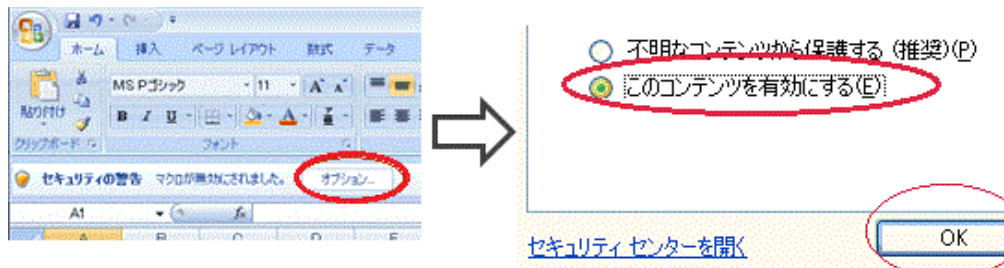 ホーム 挿入 ページ レイアウト 数式 データ
MS Pゴシック 11 A A
貼り付け
B I U A
クリップボード フォント
セキュリティの警告 マクロが無効にされました。 オプション...
A1 fx
A B C D E
不明なコンテンツから保護する (推奨)(P)
このコンテンツを有効にする(E)
セキュリティ センターを開く
OK